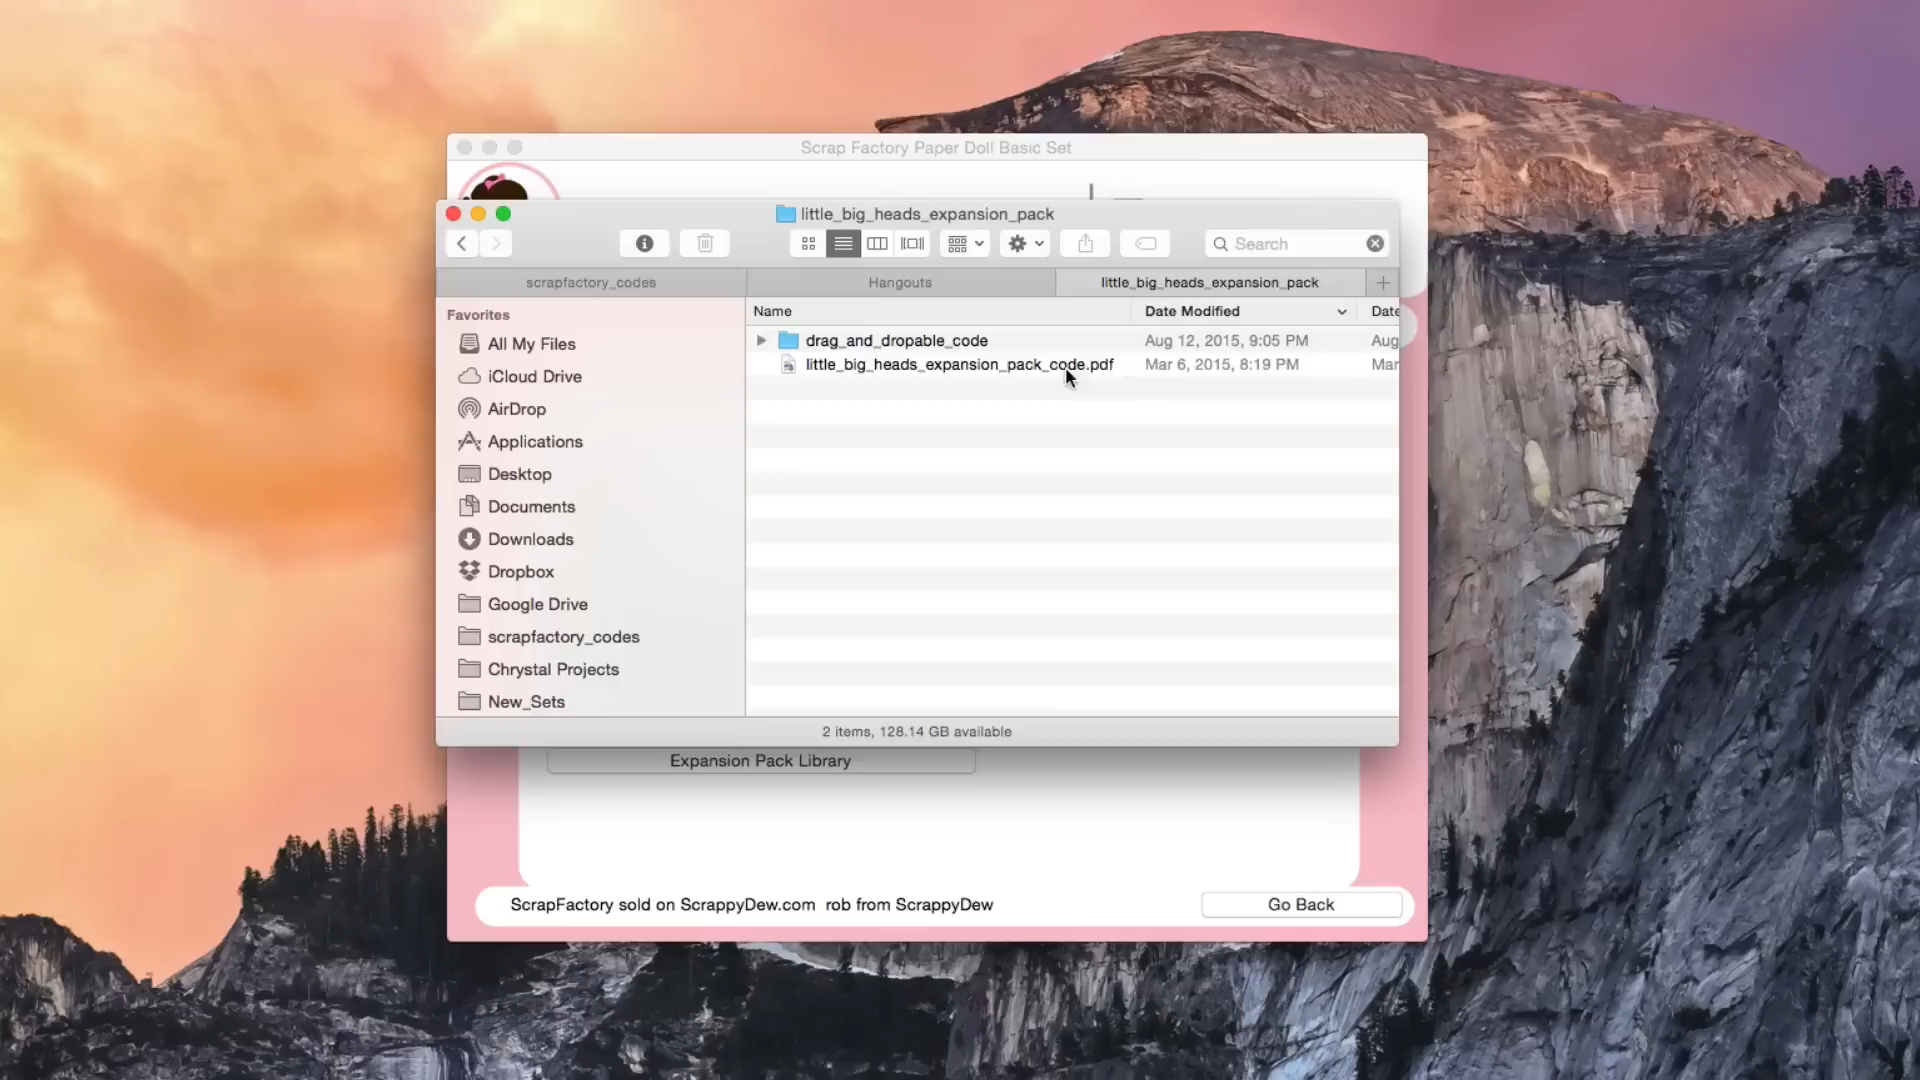 Scrap Factory Paper Doll Basic Set
little_big_heads_expansion_pack
Search
scrapfactory_codes
Hangouts
little_big_heads_expansion_pack
Favorites
All My Files
iCloud Drive
AirDrop
Applications
Desktop
Documents
Downloads
Dropbox
Google Drive
scrapfactory_codes
Chrystal Projects
New_Sets
Name Date Modified Date
drag_and_dropable_code Aug 12, 2015, 9:05 PM Aug
little_big_heads_expansion_pack_code.pdf Mar 6, 2015, 8:19 PM Mar
2 items, 128.14 GB available
Expansion Pack Library
ScrapFactory sold on ScrappyDew.com rob from ScrappyDew
Go Back